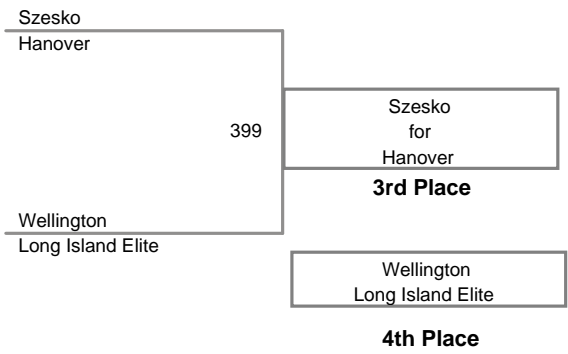 Szesko
Hanover
399
Szesko
for
Hanover
3rd Place
Wellington
Long Island Elite
Wellington
Long Island Elite
4th Place